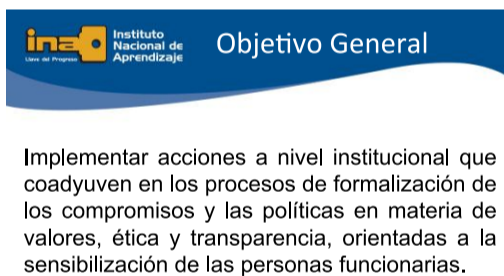 ina
Llave del Progreso
Instituto
Nacional de
Aprendizaje
Objetivo General
Implementar acciones a nivel institucional que
coadyuven en los procesos de formalización de
los compromisos y las políticas en materia de
valores, ética y transparencia, orientadas a la
sensibilización de las personas funcionarias.